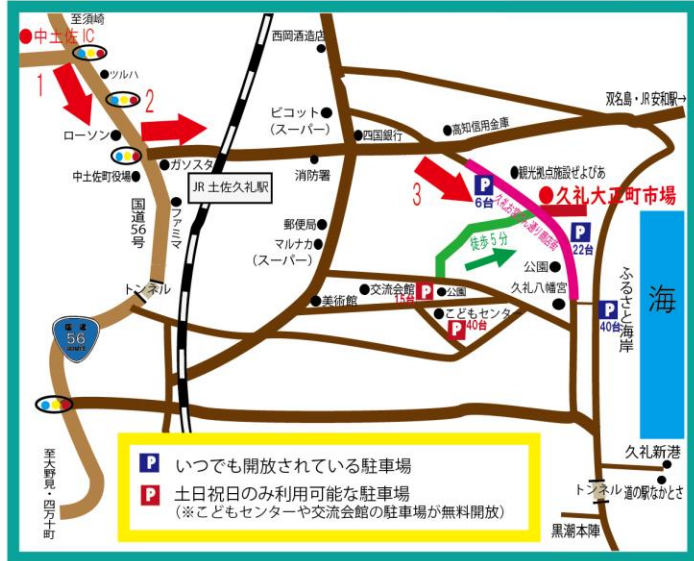 至須崎
中土佐IC
1
ツルハ
2
ローソン
中土佐町役場
ガソスタ
国道56号
ファミマ
JR 土佐久礼駅
西岡酒造店
ピコット
(スーパー)
四国銀行
高知信用金庫
双名島・JR安和駅→
消防署
3
P
6台
観光拠点施設ぜよぴあ
久礼大正町市場
郵便局
マルナカ
(スーパー)
徒歩5分
22台
公園
久礼八幡宮
ふるさと海岸
海
トンネル
美術館
交流会館
P
15台
公園
こどもセンター
P
40台
P
40台
国道
56
至大野見・四万十町
久礼新港
道の駅なかとさ
トンネル
黒潮本陣
P いつでも開放されている駐車場
P 土日祝日のみ利用可能な駐車場
(※こどもセンターや交流会館の駐車場が無料開放)